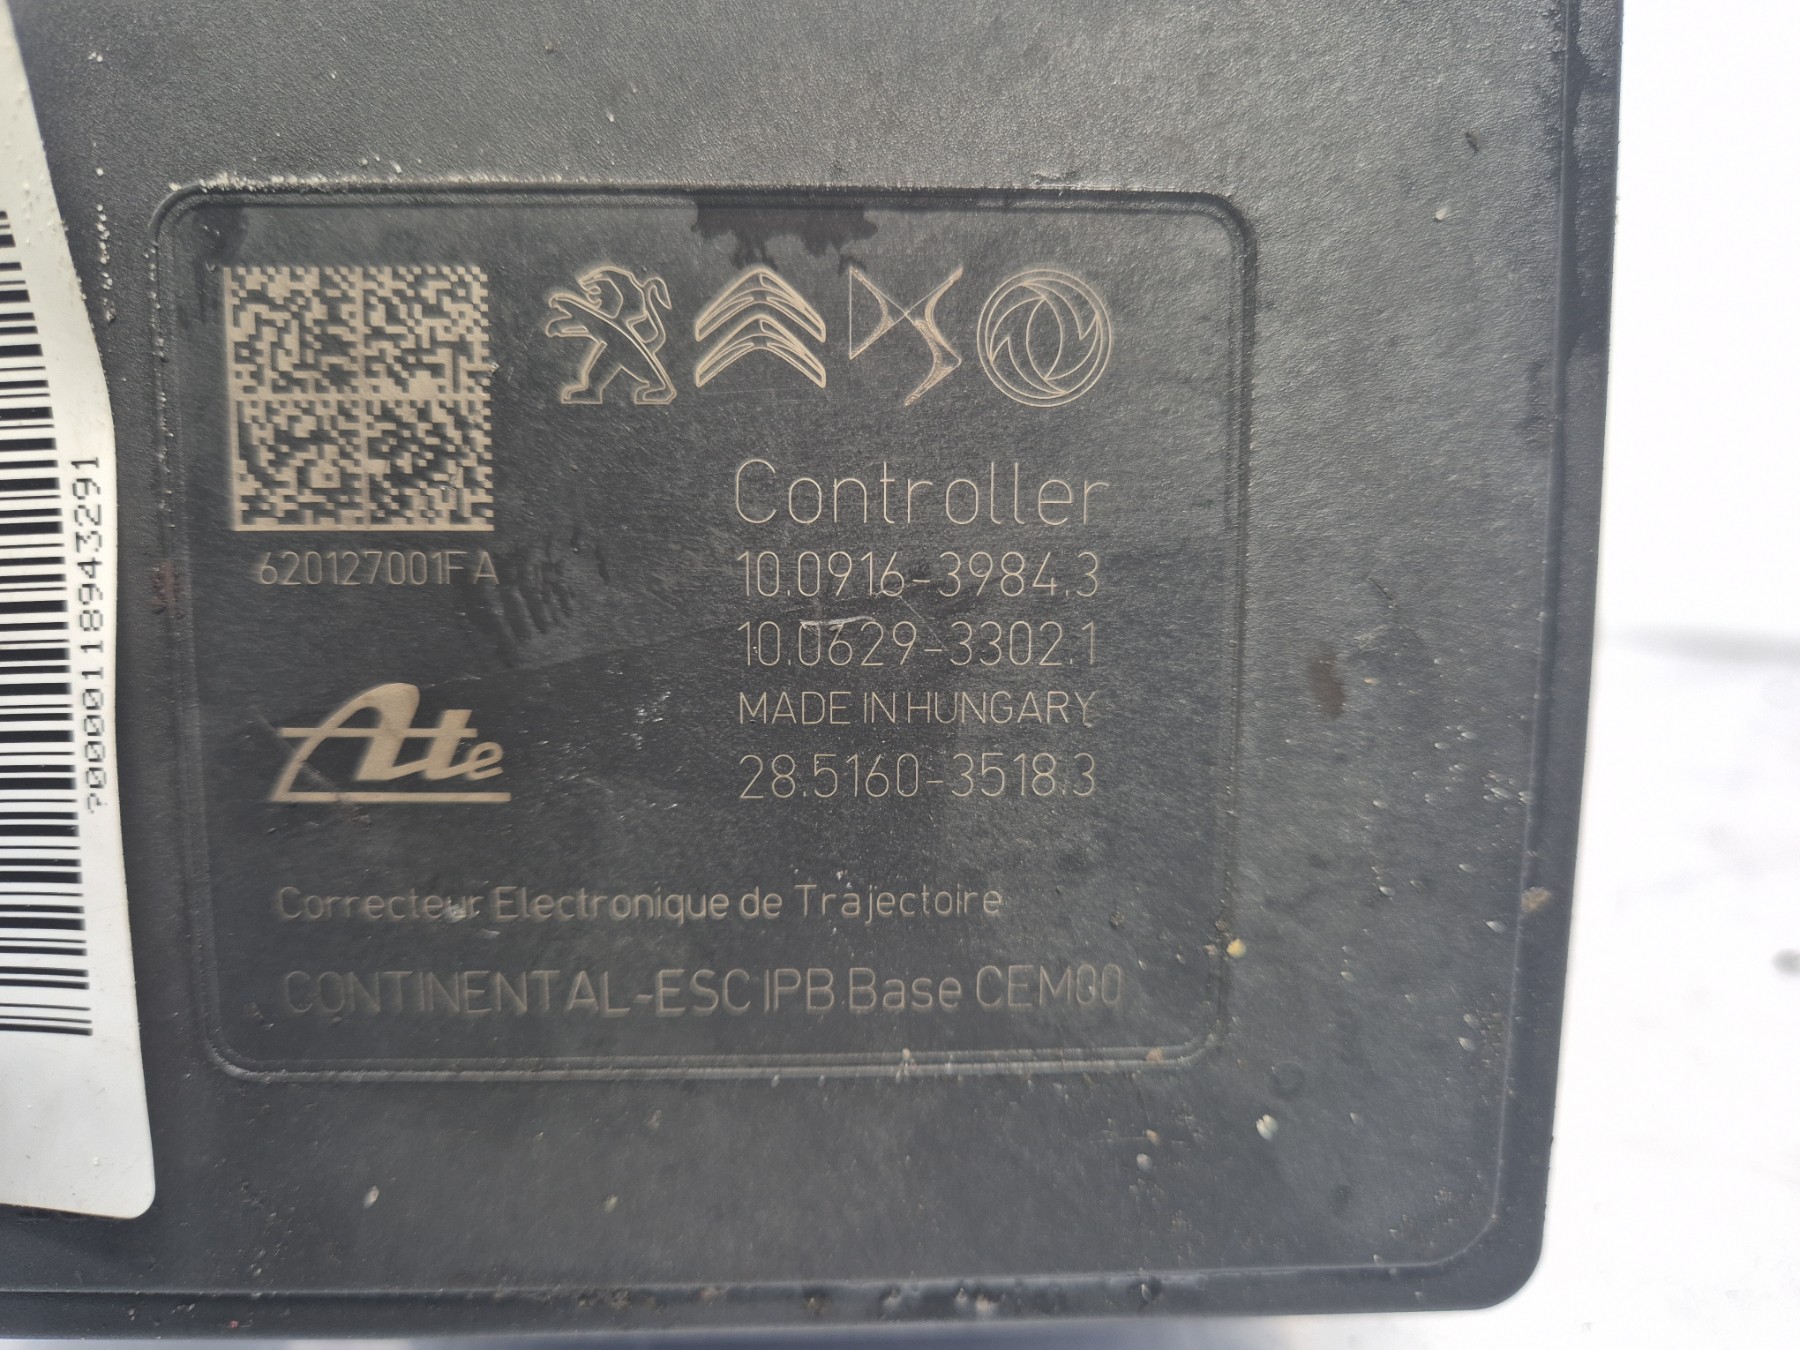 620127001FA
Controller
10.0916-3984.3
10.0629-3302.1
MADE IN HUNGARY
28.5160-3518.3
Ate
Correcteur Electronique de Trajectoire
CONTINENTAL-ESC IPB Base CEM00
0000118943291